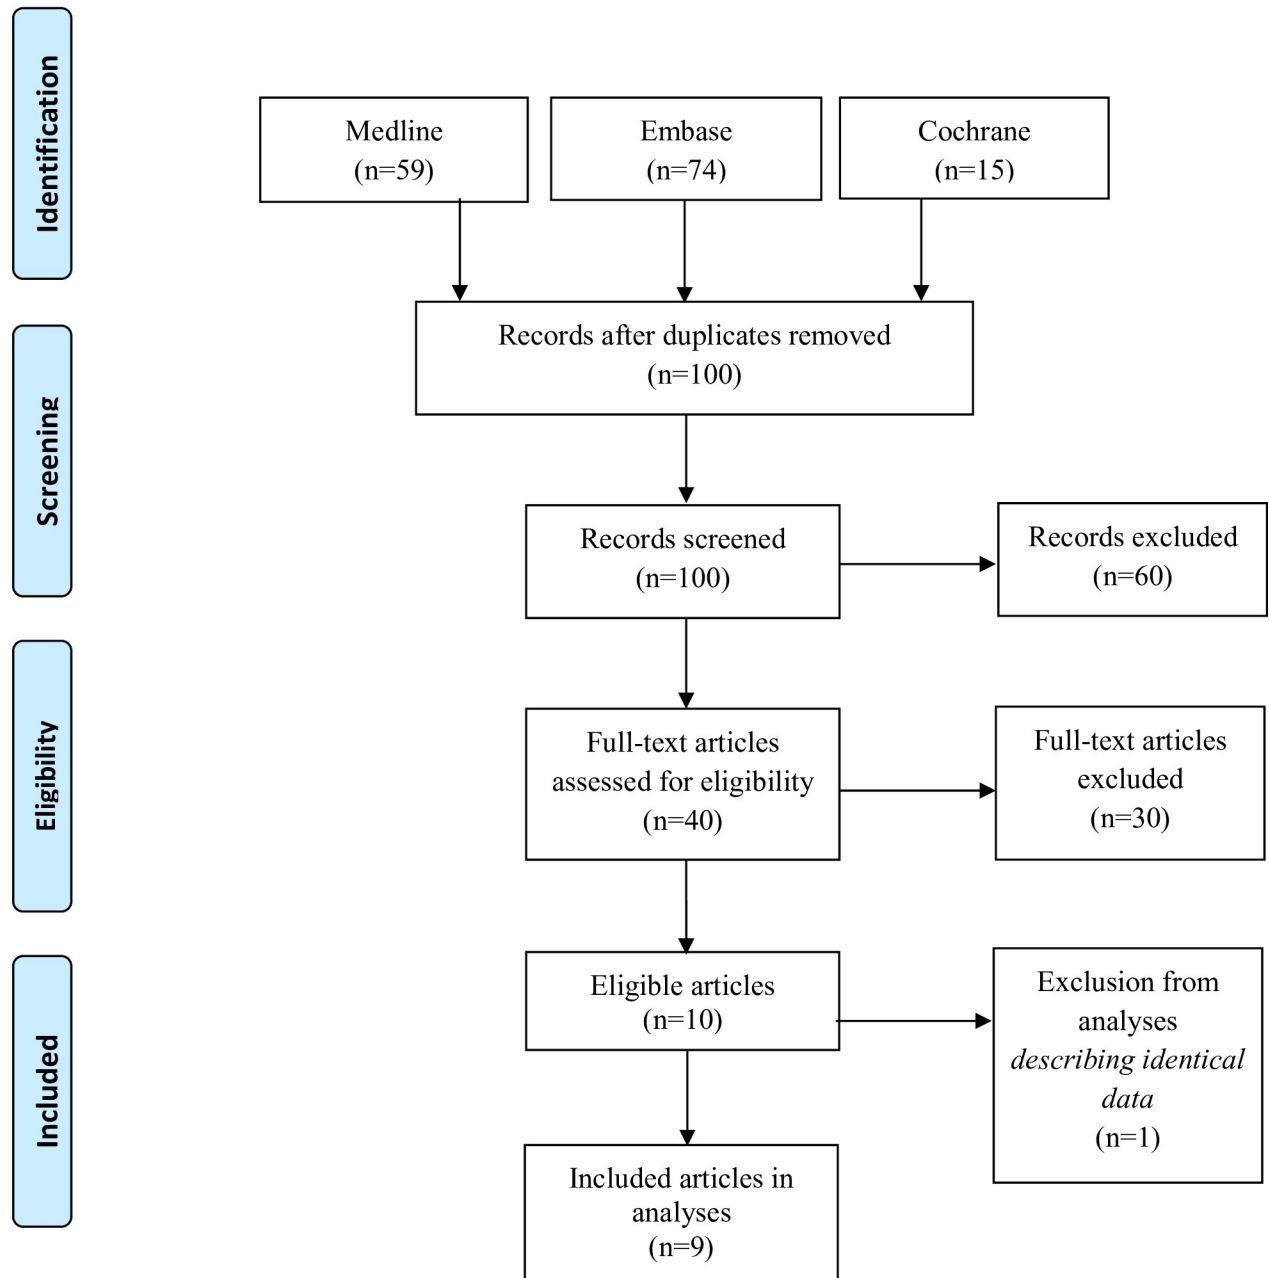 Identification
Medline
(n=59)
Embase
(n=74)
Cochrane
(n=15)
Records after duplicates removed
(n=100)
Screening
Records screened
(n=100)
Records excluded
(n=60)
Eligibility
Full-text articles
assessed for eligibility
(n=40)
Full-text articles
excluded
(n=30)
Included
Eligible articles
(n=10)
Exclusion from
analyses
describing identical
data
(n=1)
Included articles in
analyses
(n=9)